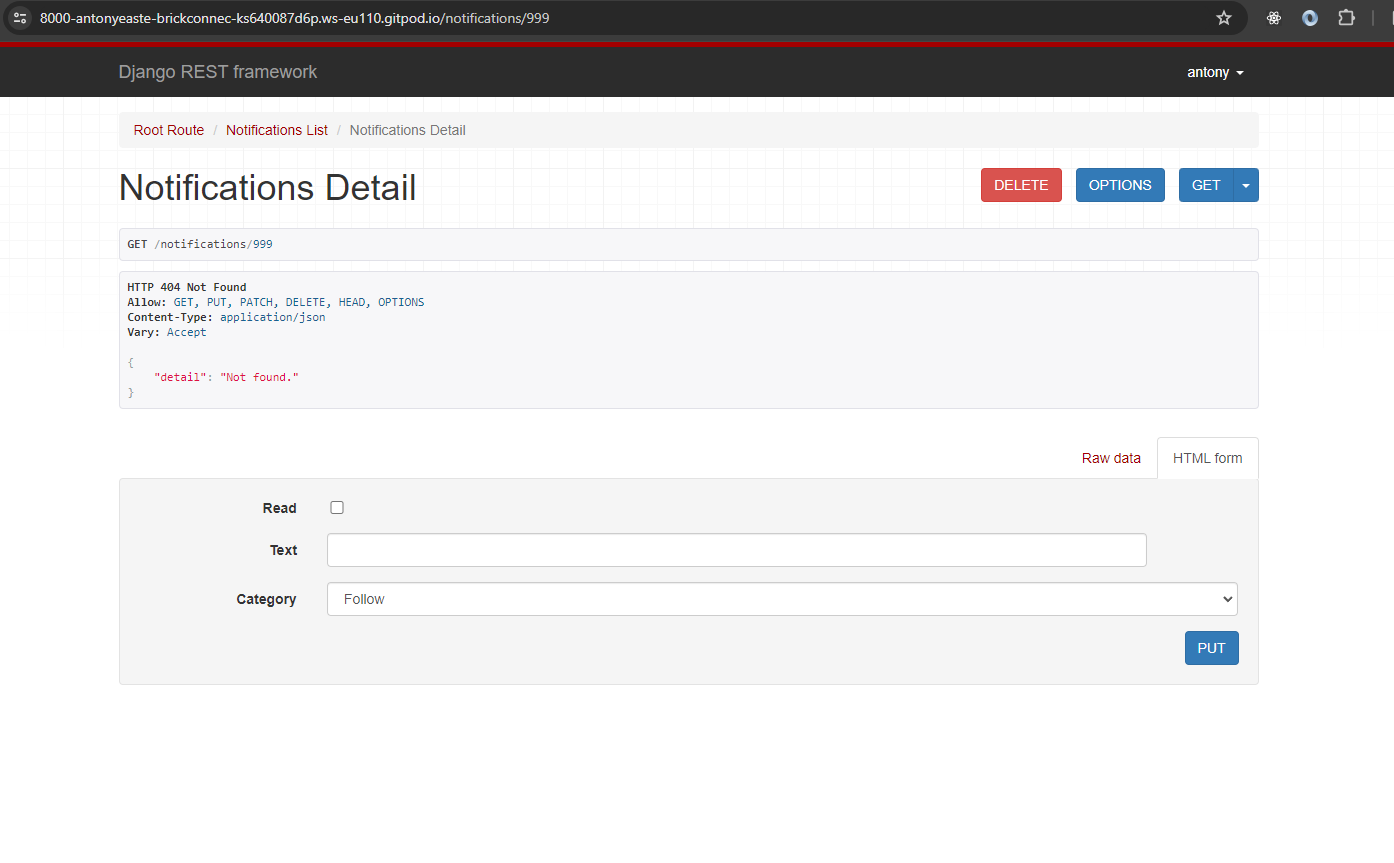 8000-antonyeaste-brickconnec-ks640087d6p.ws-eu110.gitpod.io/notifications/999
Django REST framework
antony
Root Route / Notifications List / Notifications Detail
Notifications Detail
DELETE
OPTIONS
GET
GET /notifications/999
HTTP 404 Not Found
Allow: GET, PUT, PATCH, DELETE, HEAD, OPTIONS
Content-Type: application/json
Vary: Accept
{
"detail": "Not found."
}
Raw data
HTML form
Read
Text
Category
Follow
PUT